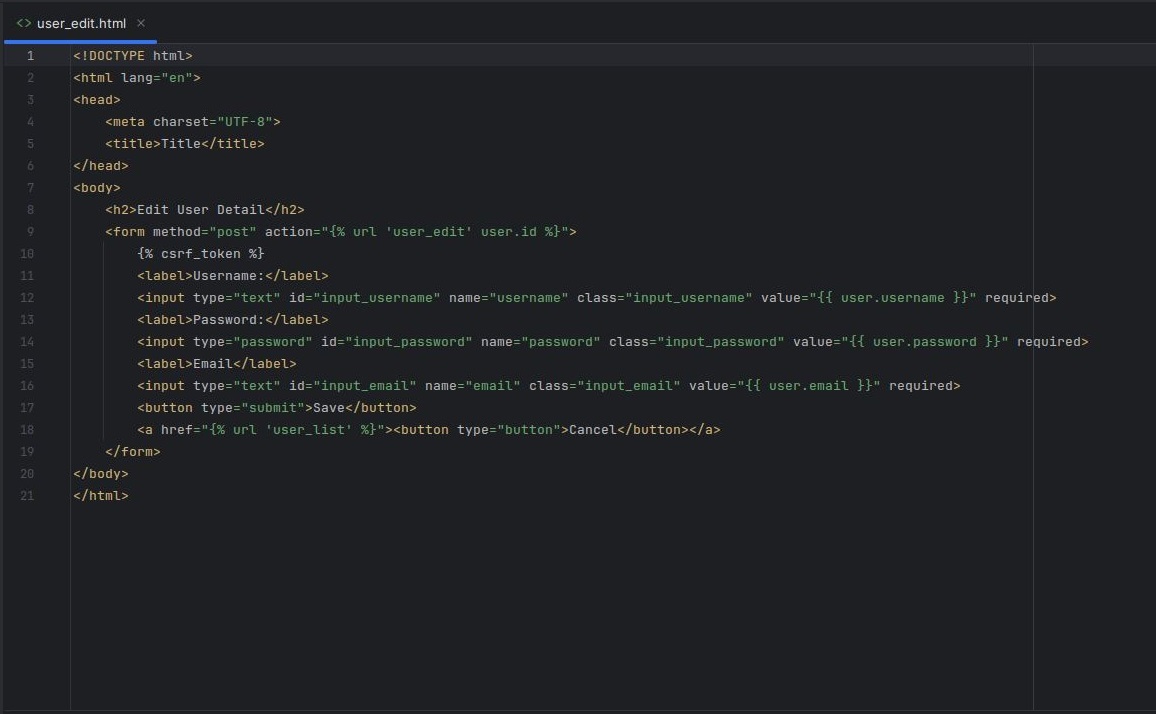 <> user_edit.html ×
1 <!DOCTYPE html>
2 <html lang="en">
3 <head>
4     <meta charset="UTF-8">
5     <title>Title</title>
6 </head>
7 <body>
8     <h2>Edit User Detail</h2>
9     <form method="post" action="{% url 'user_edit' user.id %}">
10         {% csrf_token %}
11         <label>Username:</label>
12         <input type="text" id="input_username" name="username" class="input_username" value="{{ user.username }}" required>
13         <label>Password:</label>
14         <input type="password" id="input_password" name="password" class="input_password" value="{{ user.password }}" required>
15         <label>Email</label>
16         <input type="text" id="input_email" name="email" class="input_email" value="{{ user.email }}" required>
17         <button type="submit">Save</button>
18         <a href="{% url 'user_list' %}"><button type="button">Cancel</button></a>
19     </form>
20 </body>
21 </html>